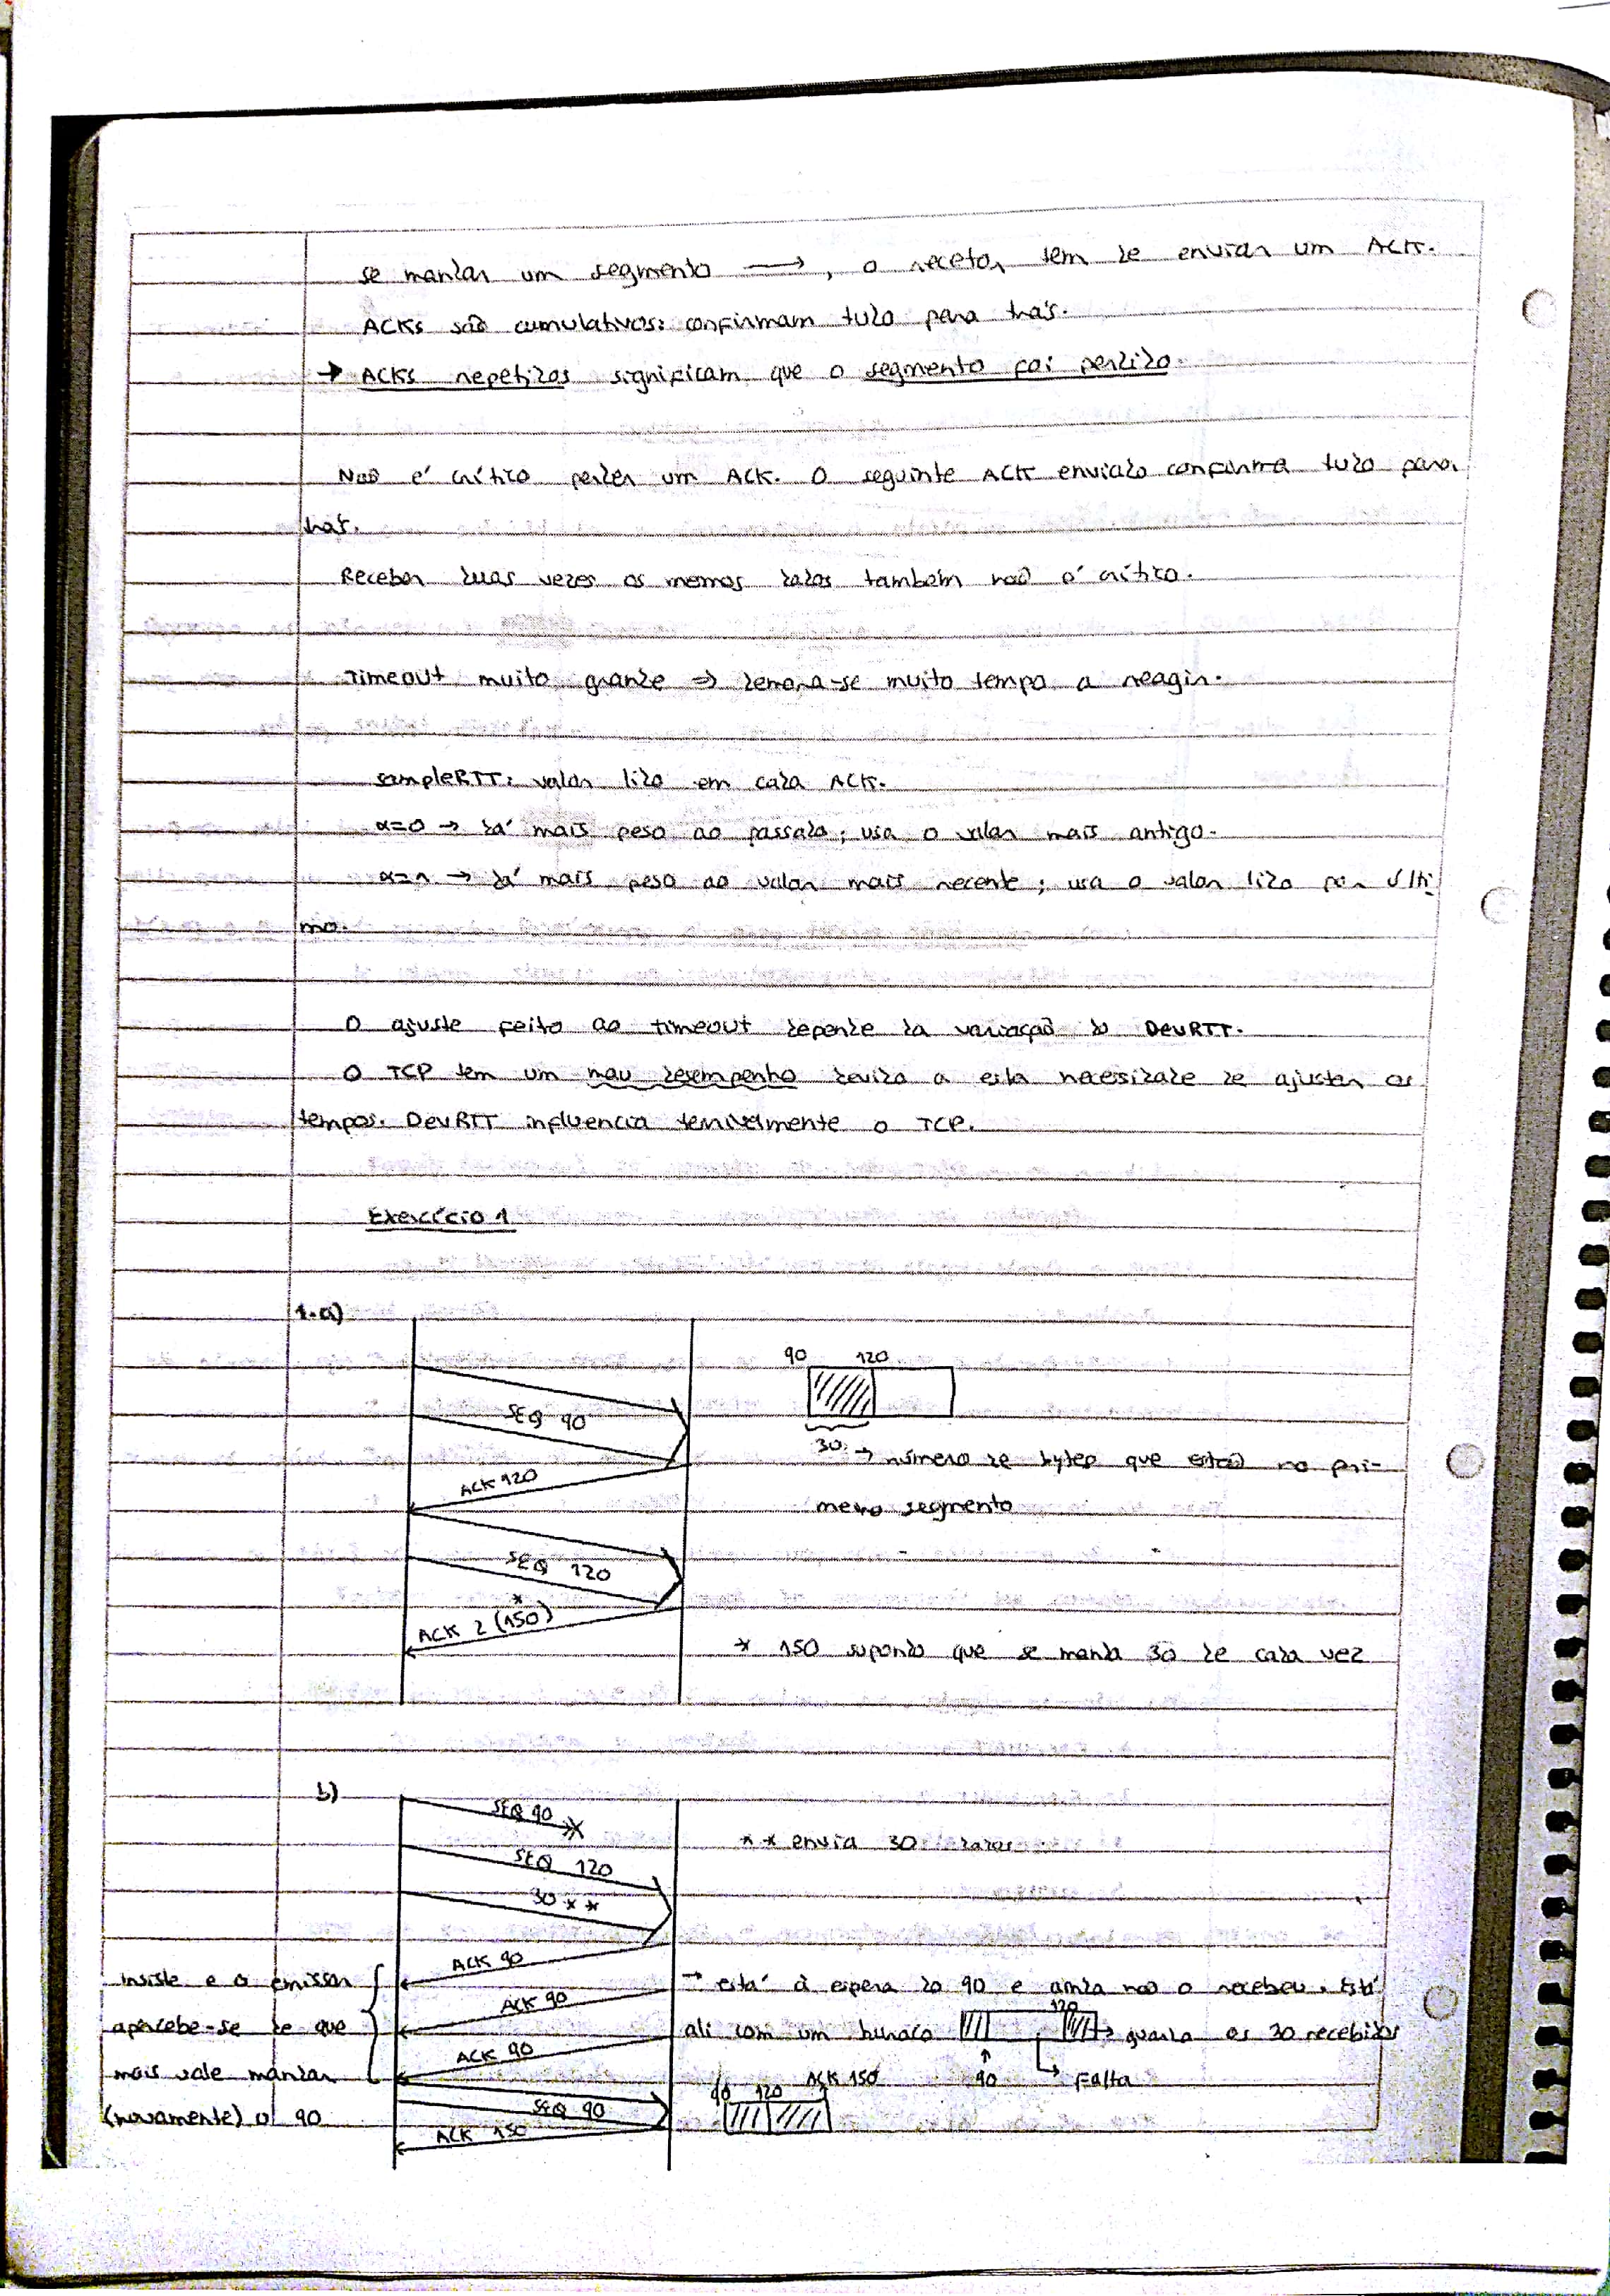 Se mandar um segmento →, o recetor tem de enviar um ACK.
ACKs são cumulativos: confirmam tudo para trás.
→ ACKs repetidos significam que o segmento foi perdido.
Não é crítico perder um ACK. O seguinte ACK enviado confirma tudo para
trás.
Receber duas vezes os mesmos dados também não é crítico.
Timeout muito grande ⇒ demora-se muito tempo a reagir.
sampleRTT: valor lido em cada ACK.
α=0 → dá mais peso ao passado; usa o valor mais antigo.
α=1 → dá mais peso ao valor mais recente; usa o valor lido por últi
mo.
O ajuste feito ao timeout depende da variação do DevRTT.
O TCP tem um mau desempenho devido a esta necessidade de ajustar os
tempos. DevRTT influencia terrivelmente o TCP.
Exercício 1
1.a)
90 120
SEQ 90
30 → número de bytes que estão no pri-
meiro segmento
ACK 120
SEQ 120
ACK 2 (150) *
* 150 supondo que se manda 30 de cada vez
b)
SEQ 90
** envia 30 dados
SEQ 120
30 **
ACK 90
→ está à espera do 90 e ainda não o recebeu. Está
ACK 90
120
ali com um buraco → guarda os 30 recebidos
ACK 90
90 Falta
insiste e o emissor
apercebe-se de que
mais vale mandar
(novamente) o 90
90 120 ACK 150
SEQ 90
ACK 150